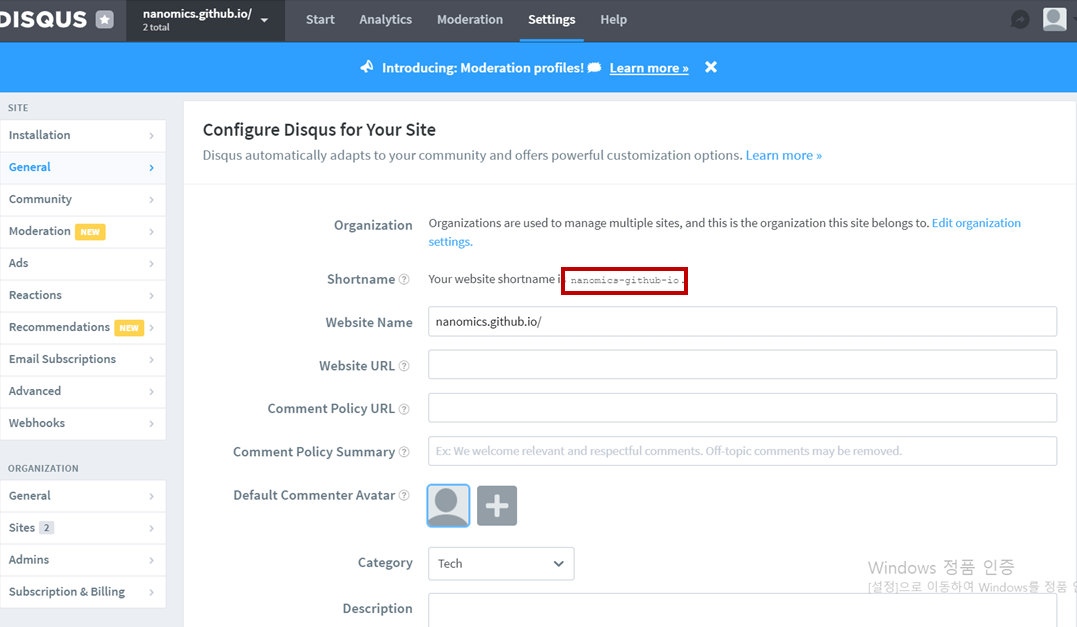 DISQUS
nanomics.github.io/
2 total
Start Analytics Moderation Settings Help
Introducing: Moderation profiles! Learn more »
SITE
Installation
General
Community
Moderation NEW
Ads
Reactions
Recommendations NEW
Email Subscriptions
Advanced
Webhooks
ORGANIZATION
General
Sites 2
Admins
Subscription & Billing
Configure Disqus for Your Site
Disqus automatically adapts to your community and offers powerful customization options. Learn more »
Organization
Organizations are used to manage multiple sites, and this is the organization this site belongs to. Edit organization
settings.
Shortname ?
Your website shortname i nanomics-github-io.
Website Name
nanomics.github.io/
Website URL ?
Comment Policy URL ?
Comment Policy Summary ?
Ex: We welcome relevant and respectful comments. Off-topic comments may be removed.
Default Commenter Avatar ?
Category
Tech
Description
Windows 정품 인증
[설정]으로 이동하여 Windows를 정품